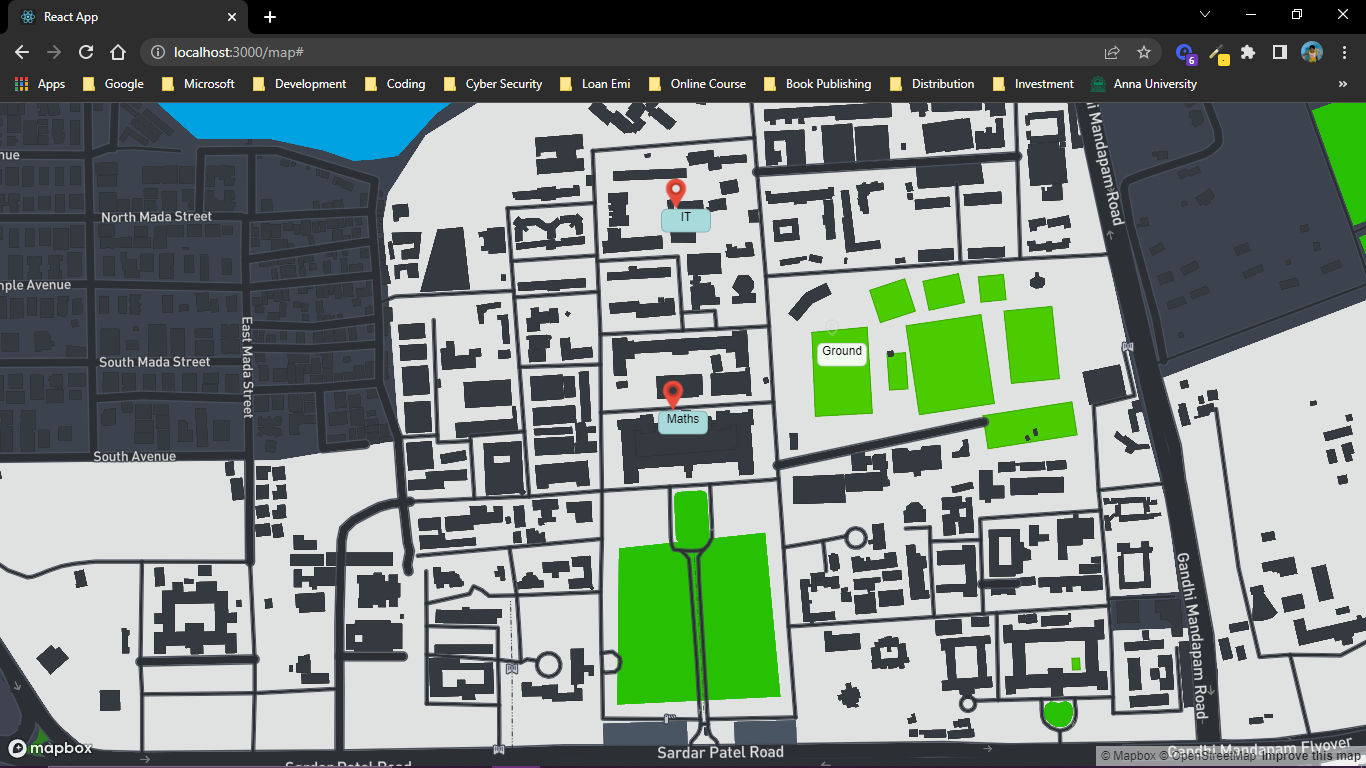 React App
localhost:3000/map#
6
Apps
Google
Microsoft
Development
Coding
Cyber Security
Loan Emi
Online Course
Book Publishing
Distribution
Investment
Anna University
»
nue
hi Mandapam Road
North Mada Street
IT
mple Avenue
East Mada Street
South Mada Street
Ground
Maths
South Avenue
Gandhi Mandapam Road
mapbox
Sardar Patel Road
Sardar Patel Road
Gandhi Mandapam Flyover
© Mapbox © OpenStreetMap Improve this map